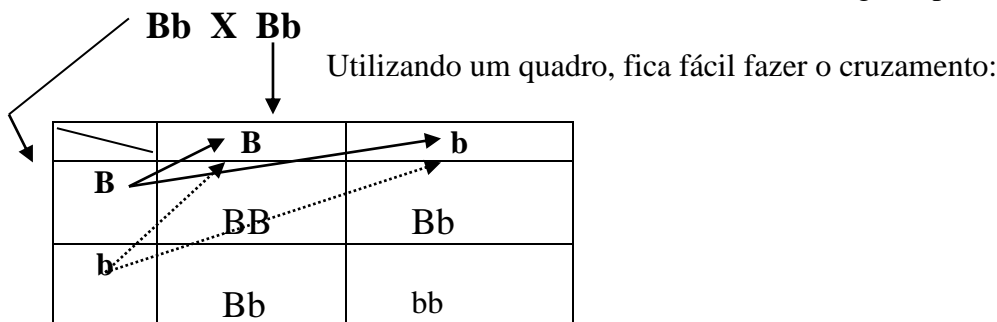 Bb X Bb
Utilizando um quadro, fica fácil fazer o cruzamento:
B b
B
BB Bb
b
Bb bb